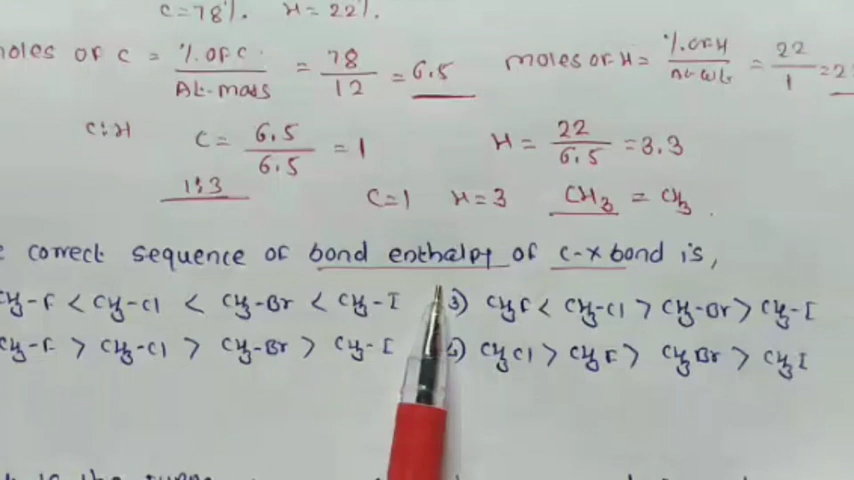 C=78%. H=22%.
moles of C = % of C / At. mass = 78 / 12 = 6.5 moles of H = % of H / At. wt = 22 / 1 = 2
C:H C = 6.5 / 6.5 = 1 H = 22 / 6.5 = 3.3
1:3 C=1 H=3 CH₃ = CH₃.
correct sequence of bond enthalpy of C-X bond is,
CH₃-F < CH₃-Cl < CH₃-Br < CH₃-I 3) CH₃F < CH₃-Cl > CH₃-Br > CH₃-I
CH₃-F > CH₃-Cl > CH₃-Br > CH₃-I 4) CH₃Cl > CH₃F > CH₃Br > CH₃I
is the